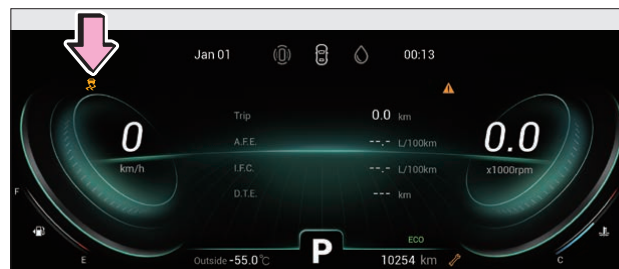 Jan 01 00:13
0
km/h
Trip 0.0 km
A.F.E. --.- L/100km
I.F.C. --.- L/100km
D.T.E. --- km
0.0
x1000rpm
F
E
Outside -55.0°C
P
ECO
10254 km
C